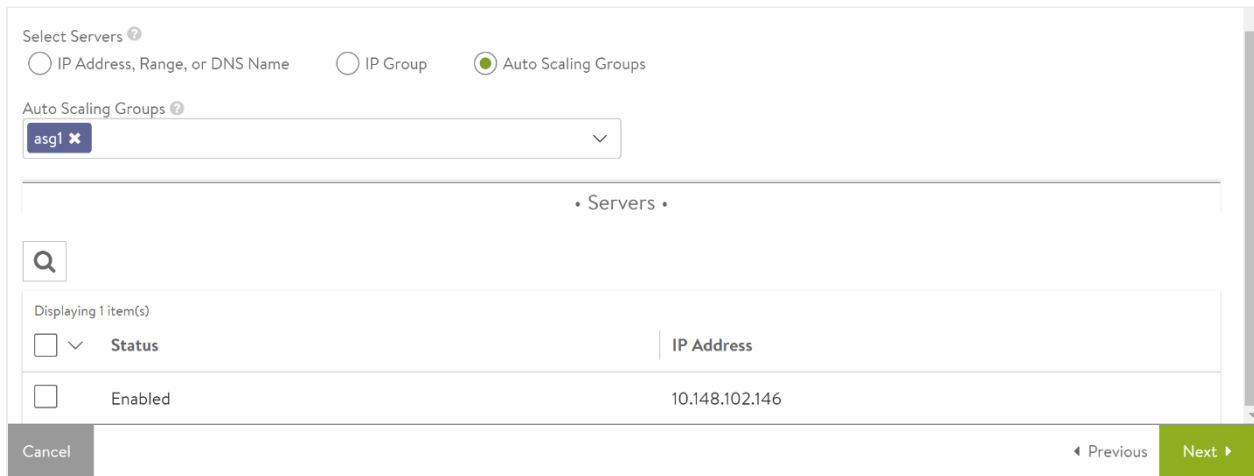 Select Servers
IP Address, Range, or DNS Name IP Group Auto Scaling Groups
Auto Scaling Groups
asg1
• Servers •
Displaying 1 item(s)
Status IP Address
Enabled 10.148.102.146
Cancel Previous Next